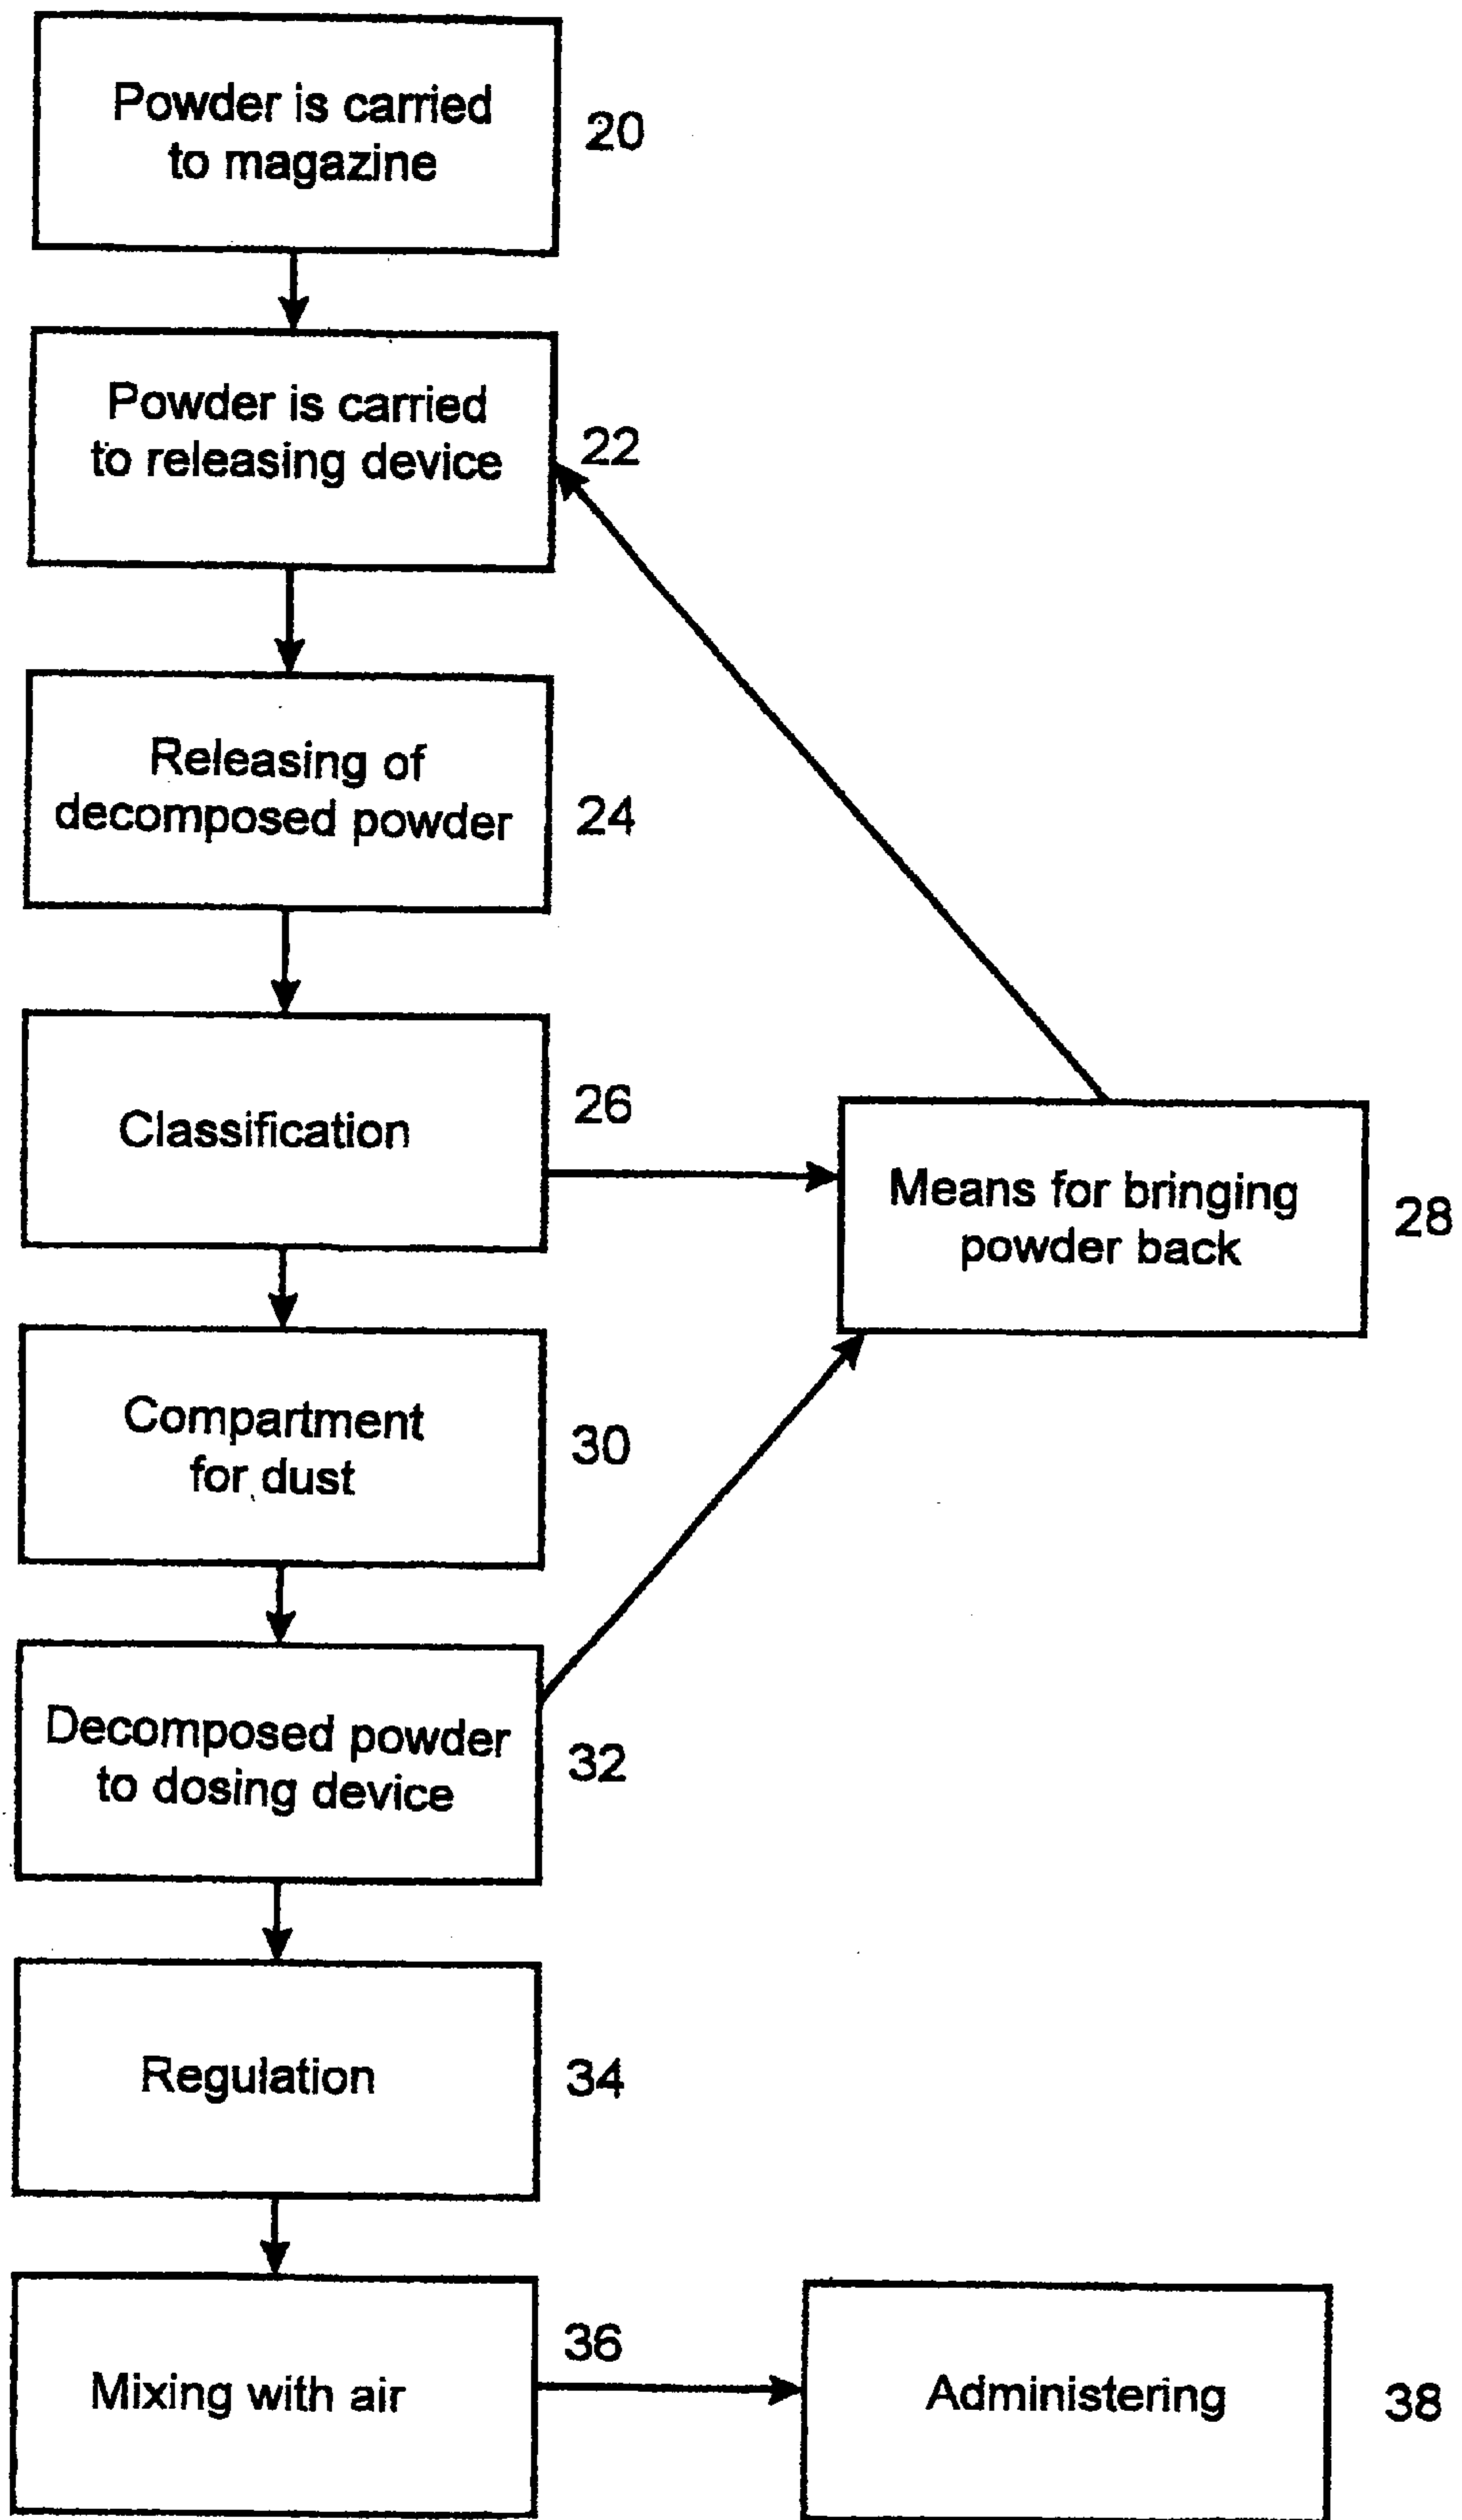 Powder is carried
to magazine
20
Powder is carried
to releasing device
22
Releasing of
decomposed powder
24
Classification
26
Means for bringing
powder back
28
Compartment
for dust
30
Decomposed powder
to dosing device
32
Regulation
34
Mixing with air
36
Administering
38